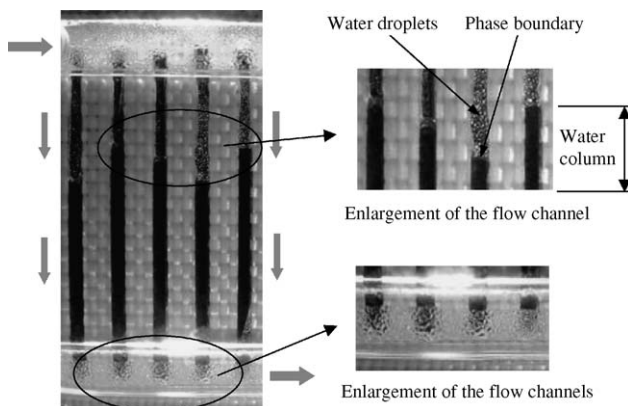 Water droplets
Phase boundary
Water
column
Enlargement of the flow channel
Enlargement of the flow channels